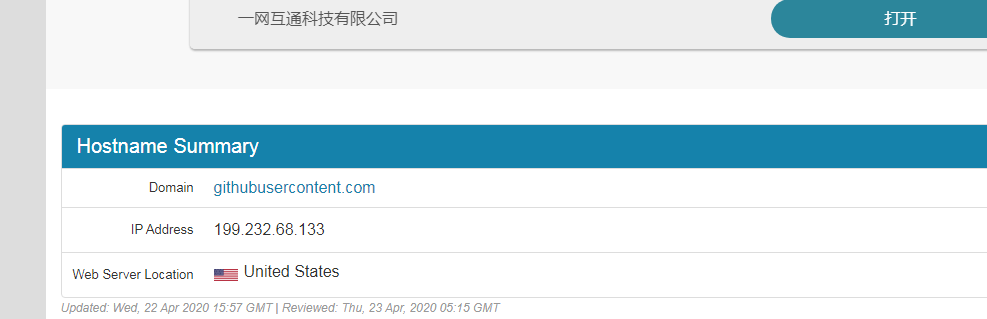 一网互通科技有限公司 打开
Hostname Summary
Domain githubusercontent.com
IP Address 199.232.68.133
Web Server Location United States
Updated: Wed, 22 Apr 2020 15:57 GMT | Reviewed: Thu, 23 Apr, 2020 05:15 GMT